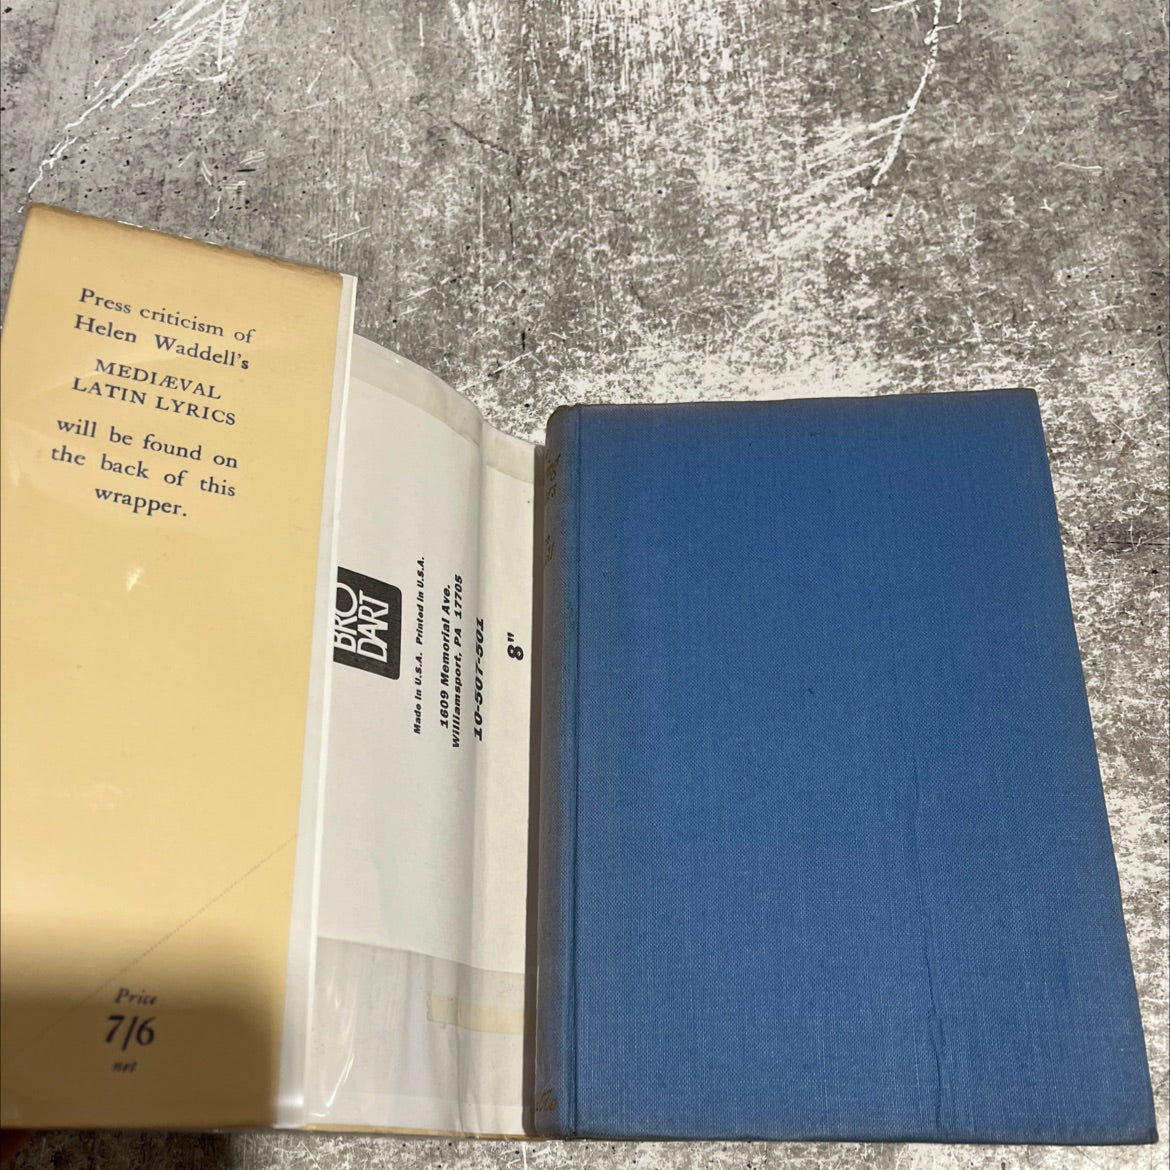 Press criticism of
Helen Waddell's
MEDIÆVAL
LATIN LYRICS
will be found on
the back of this
wrapper.
Price
7/6
net
BRO
DART
Made in U.S.A. Printed in U.S.A.
1609 Memorial Ave.
Williamsport, PA 17705
10-507-501
8"